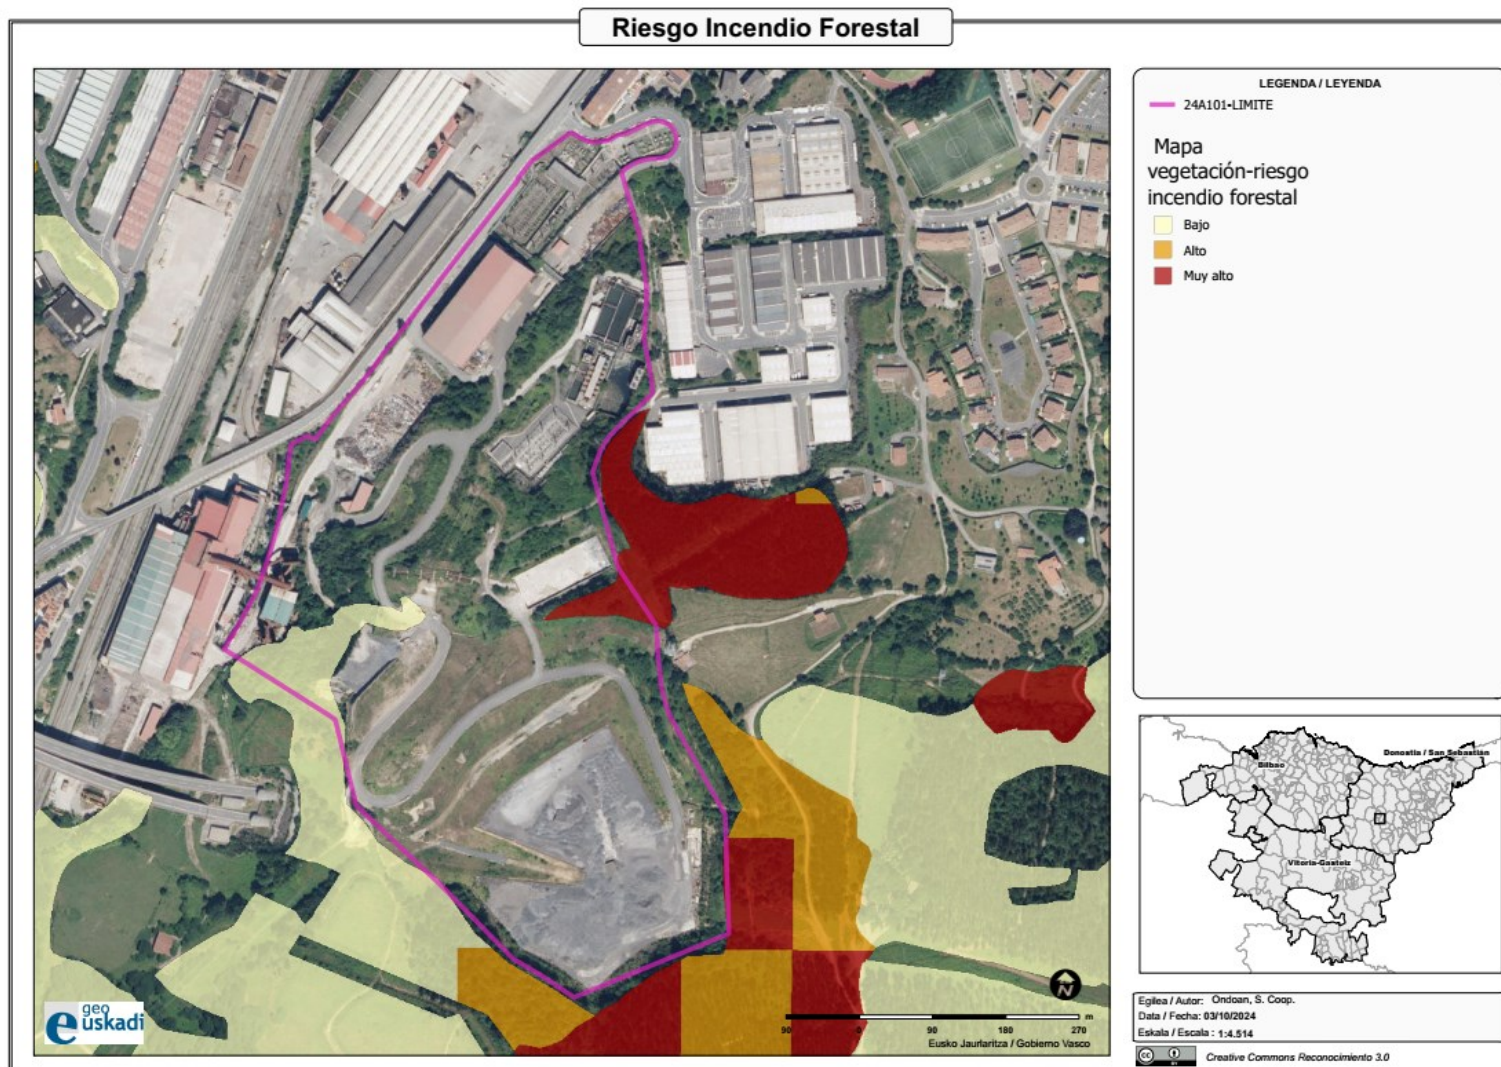 Riesgo Incendio Forestal
LEGENDA / LEYENDA
24A101-LIMITE
Mapa
vegetación-riesgo
incendio forestal
Bajo
Alto
Muy alto
Donostia / San Sebastián
Bilbao
Vitoria-Gasteiz
geo
euskadi
N
90 0 90 180 270 m
Eusko Jaurlaritza / Gobierno Vasco
Egilea / Autor: Ondoan, S. Coop.
Data / Fecha: 03/10/2024
Eskala / Escala : 1:4.514
cc
BY
Creative Commons Reconocimiento 3.0